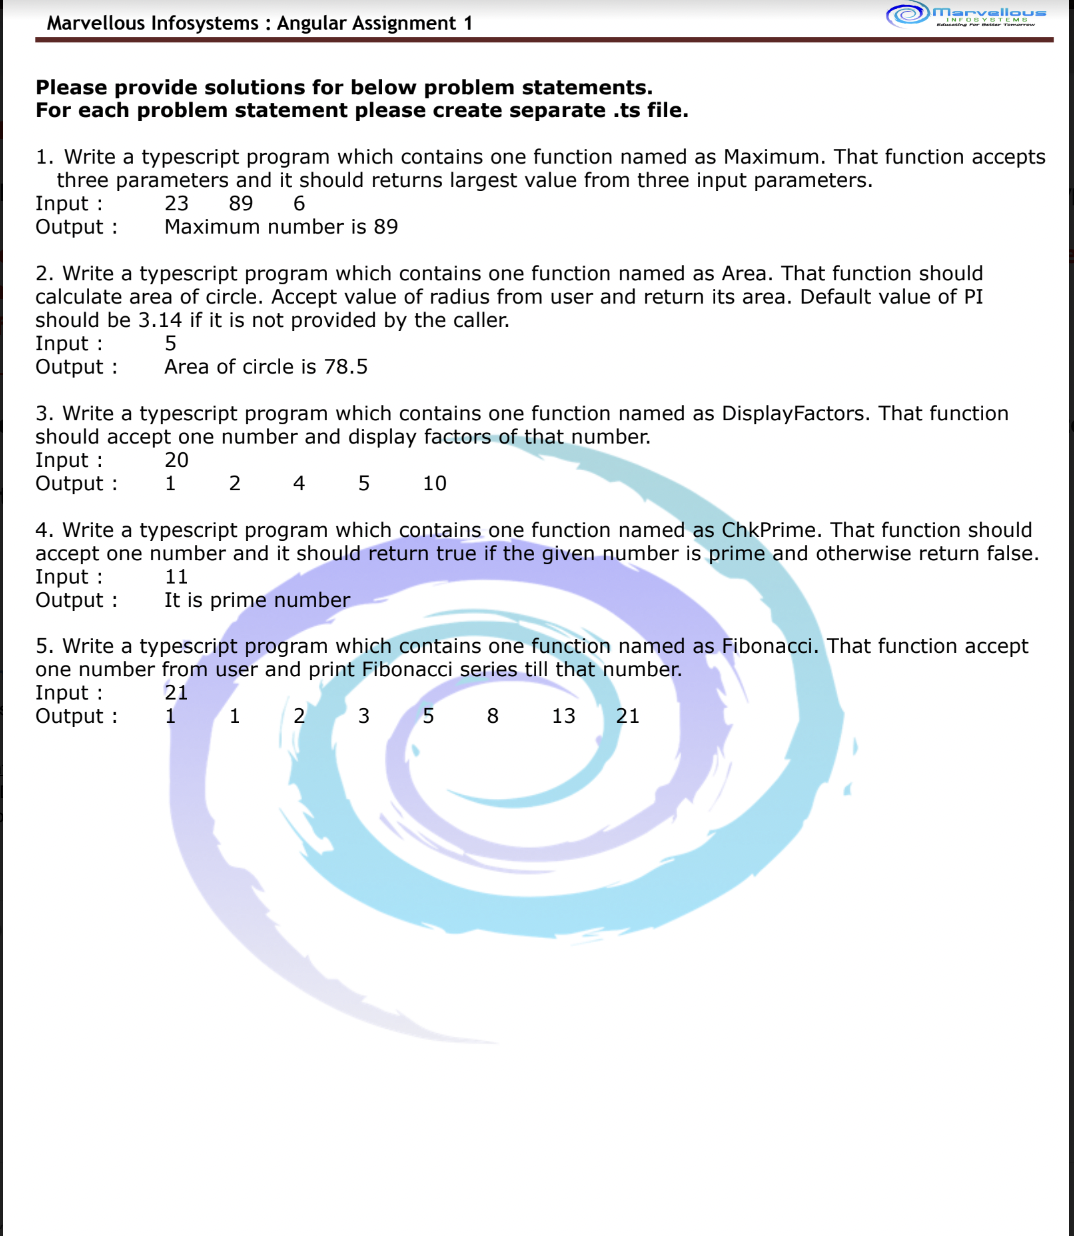 Marvellous Infosystems : Angular Assignment 1
Marvellous
INFOSYSTEMS
Educating For Better Tomorrow
Please provide solutions for below problem statements.
For each problem statement please create separate .ts file.
1. Write a typescript program which contains one function named as Maximum. That function accepts
three parameters and it should returns largest value from three input parameters.
Input : 23 89 6
Output : Maximum number is 89
2. Write a typescript program which contains one function named as Area. That function should
calculate area of circle. Accept value of radius from user and return its area. Default value of PI
should be 3.14 if it is not provided by the caller.
Input : 5
Output : Area of circle is 78.5
3. Write a typescript program which contains one function named as DisplayFactors. That function
should accept one number and display factors of that number.
Input : 20
Output : 1 2 4 5 10
4. Write a typescript program which contains one function named as ChkPrime. That function should
accept one number and it should return true if the given number is prime and otherwise return false.
Input : 11
Output : It is prime number
5. Write a typescript program which contains one function named as Fibonacci. That function accept
one number from user and print Fibonacci series till that number.
Input : 21
Output : 1 1 2 3 5 8 13 21